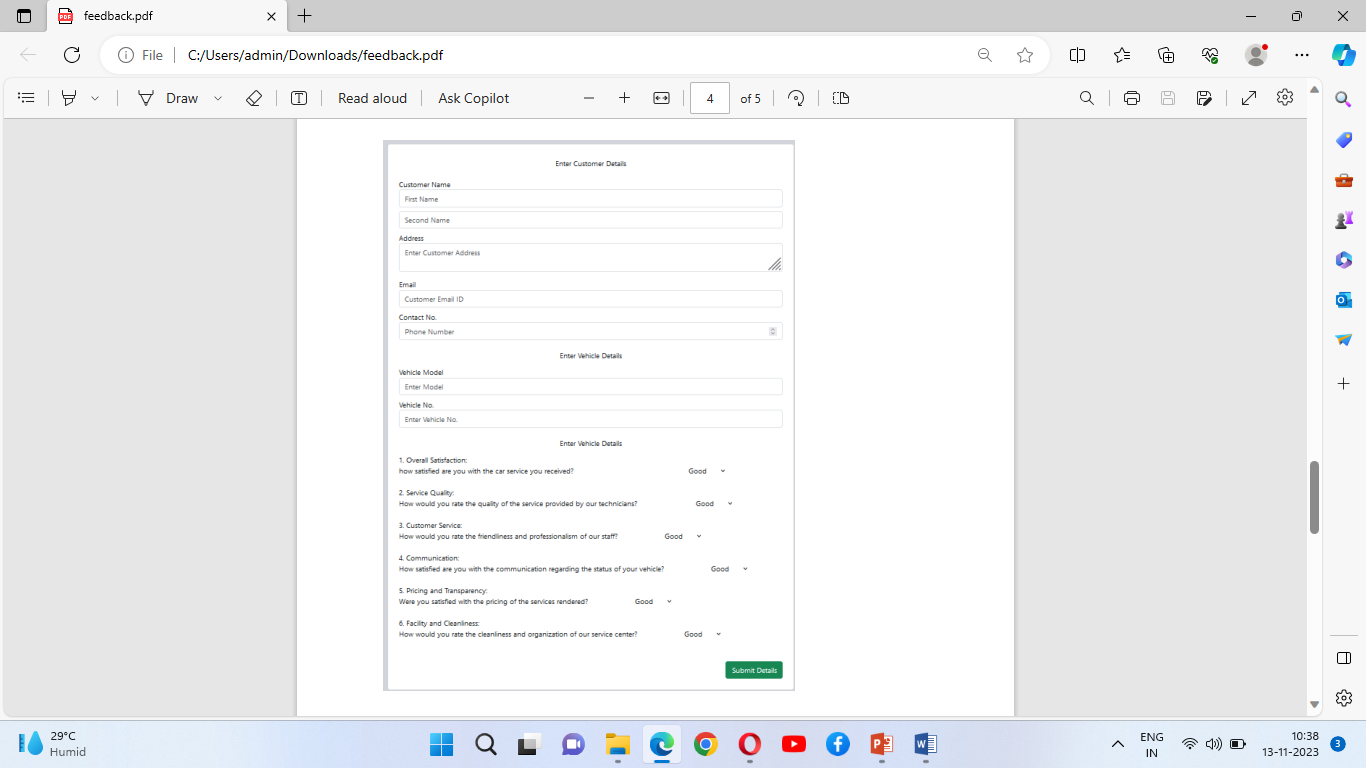 feedback.pdf
File
C:/Users/admin/Downloads/feedback.pdf
Draw
Read aloud
Ask Copilot
4
of 5
Enter Customer Details
Customer Name
First Name
Second Name
Address
Enter Customer Address
Email
Customer Email ID
Contact No.
Phone Number
Enter Vehicle Details
Vehicle Model
Enter Model
Vehicle No.
Enter Vehicle No.
Enter Vehicle Details
1. Overall Satisfaction:
how satisfied are you with the car service you received? Good
2. Service Quality:
How would you rate the quality of the service provided by our technicians? Good
3. Customer Service:
How would you rate the friendliness and professionalism of our staff? Good
4. Communication:
How satisfied are you with the communication regarding the status of your vehicle? Good
5. Pricing and Transparency:
Were you satisfied with the pricing of the services rendered? Good
6. Facility and Cleanliness:
How would you rate the cleanliness and organization of our service center? Good
Submit Details
29°C
Humid
ENG
IN
10:38
13-11-2023
3